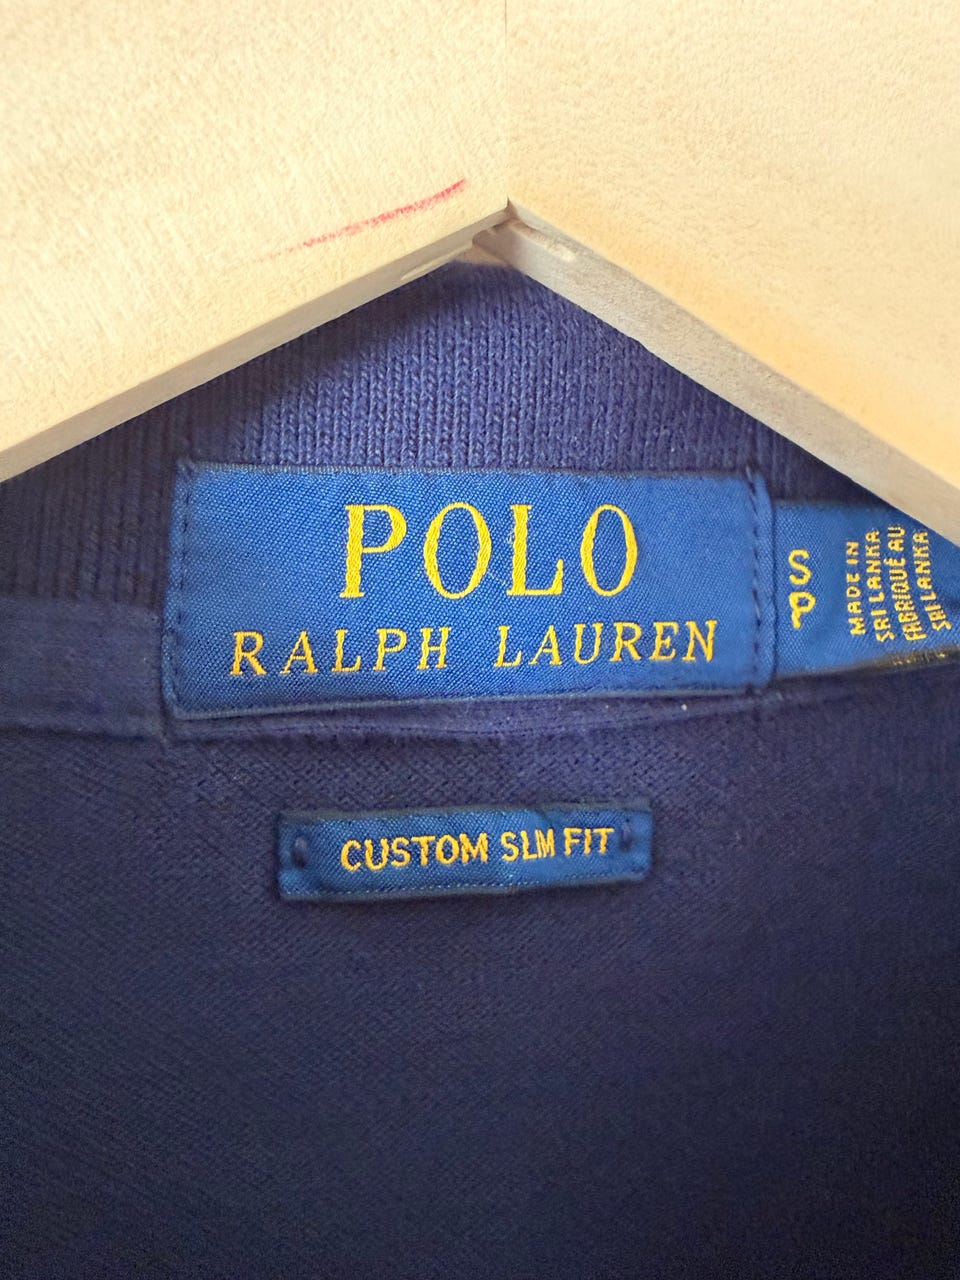 POLO
RALPH LAUREN
S
P
MADE IN
SRI LANKA
FABRIQUÉ AU
SRI LANKA
CUSTOM SLIM FIT